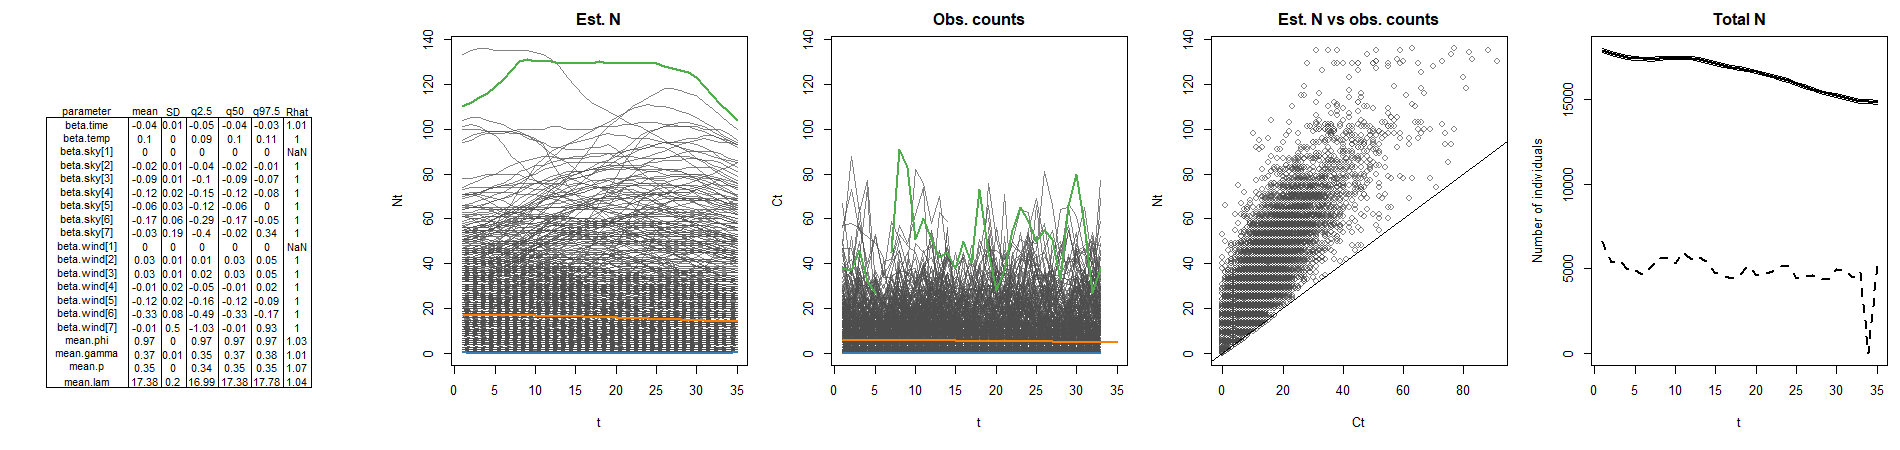 parameter mean SD q2.5 q50 q97.5 Rhat
beta.time -0.04 0.01 -0.05 -0.04 -0.03 1.01
beta.temp 0.1 0 0.09 0.1 0.11 1
beta.sky[1] 0 0 0 0 0 NaN
beta.sky[2] -0.02 0.01 -0.04 -0.02 -0.01 1
beta.sky[3] -0.09 0.01 -0.1 -0.09 -0.07 1
beta.sky[4] -0.12 0.02 -0.15 -0.12 -0.08 1
beta.sky[5] -0.06 0.03 -0.12 -0.06 0 1
beta.sky[6] -0.17 0.06 -0.29 -0.17 -0.05 1
beta.sky[7] -0.03 0.19 -0.4 -0.02 0.34 1
beta.wind[1] 0 0 0 0 0 NaN
beta.wind[2] 0.03 0.01 0.01 0.03 0.05 1
beta.wind[3] 0.03 0.01 0.02 0.03 0.05 1
beta.wind[4] -0.01 0.02 -0.05 -0.01 0.02 1
beta.wind[5] -0.12 0.02 -0.16 -0.12 -0.09 1
beta.wind[6] -0.33 0.08 -0.49 -0.33 -0.17 1
beta.wind[7] -0.01 0.5 -1.03 -0.01 0.93 1
mean.phi 0.97 0 0.97 0.97 0.97 1.03
mean.gamma 0.37 0.01 0.35 0.37 0.38 1.01
mean.p 0.35 0 0.34 0.35 0.35 1.07
mean.lam 17.38 0.2 16.99 17.38 17.78 1.04
Est. N
Nt
140
120
100
80
60
40
20
0
0 5 10 15 20 25 30 35
t
Obs. counts
Ct
140
120
100
80
60
40
20
0
0 5 10 15 20 25 30 35
t
Est. N vs obs. counts
Nt
140
120
100
80
60
40
20
0
0 20 40 60 80
Ct
Total N
Number of individuals
15000
10000
5000
0
0 5 10 15 20 25 30 35
t